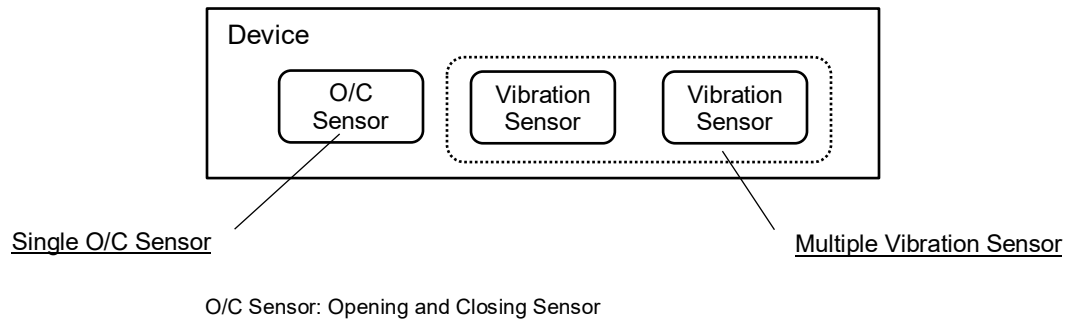 Device
O/C
Sensor
Vibration
Sensor
Vibration
Sensor
Single O/C Sensor
Multiple Vibration Sensor
O/C Sensor: Opening and Closing Sensor